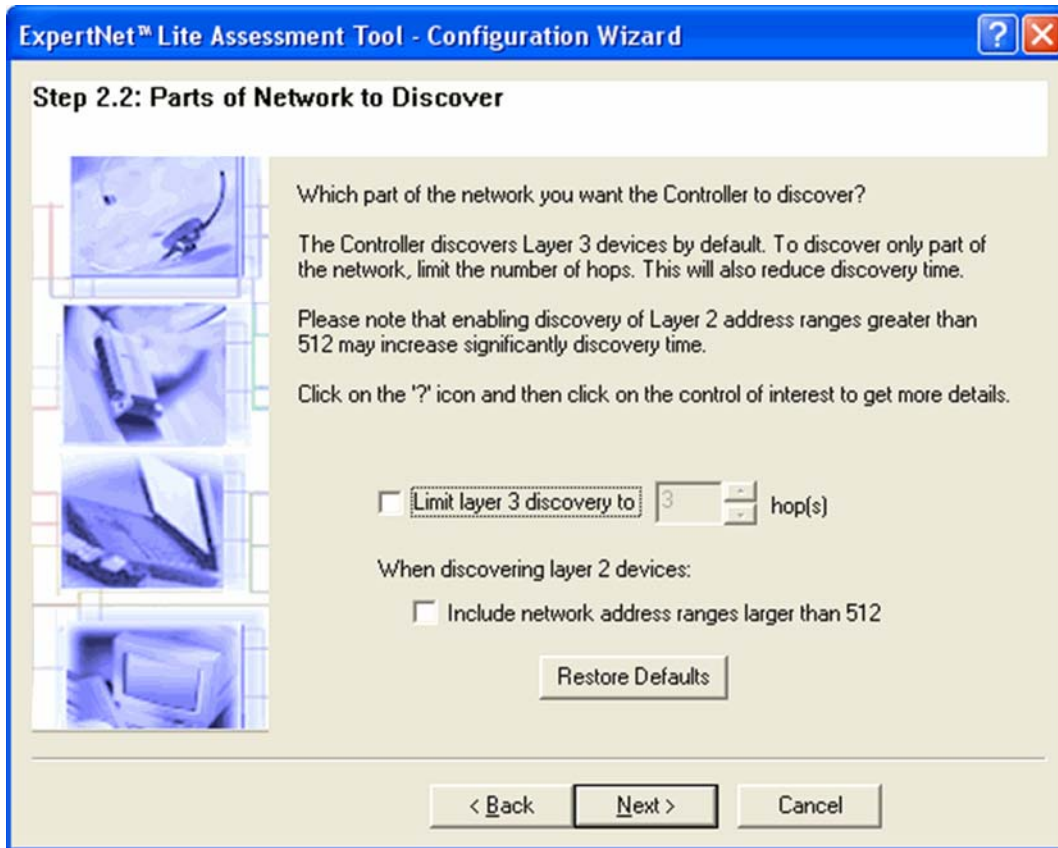 ExpertNet™ Lite Assessment Tool - Configuration Wizard
Step 2.2: Parts of Network to Discover
Which part of the network you want the Controller to discover?
The Controller discovers Layer 3 devices by default. To discover only part of
the network, limit the number of hops. This will also reduce discovery time.
Please note that enabling discovery of Layer 2 address ranges greater than
512 may increase significantly discovery time.
Click on the '?' icon and then click on the control of interest to get more details.
Limit layer 3 discovery to 3 hop(s)
When discovering layer 2 devices:
Include network address ranges larger than 512
Restore Defaults
< Back Next > Cancel